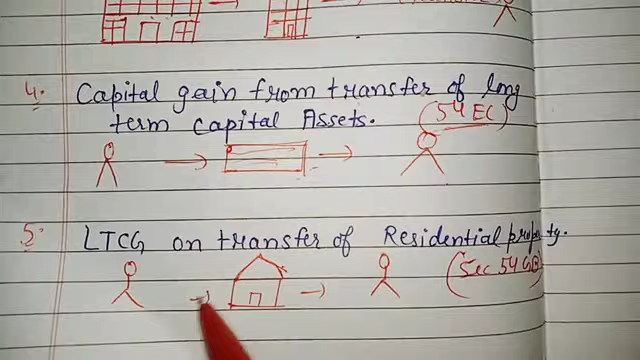 4. Capital gain from transfer of long
term capital Assets.
(54 EC)
5. LTCG on transfer of Residential property.
(Sec 54 GB)